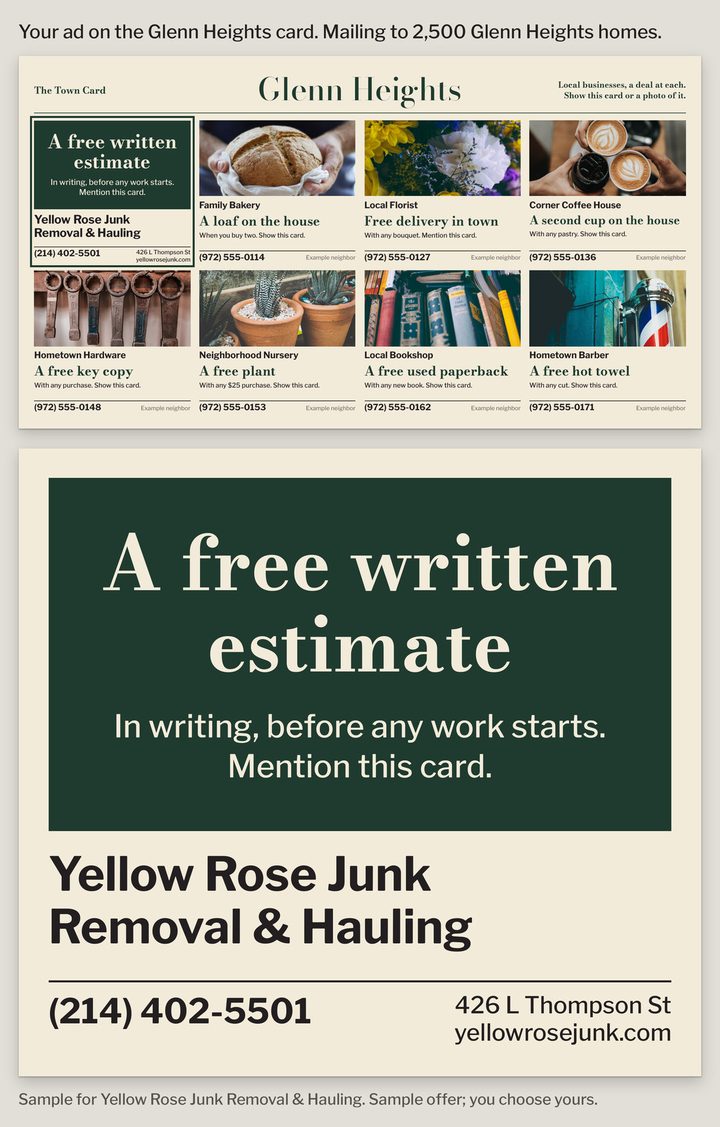 Your ad on the Glenn Heights card. Mailing to 2,500 Glenn Heights homes.
The Town Card
Glenn Heights
Local businesses, a deal at each.
Show this card or a photo of it.
A free written
estimate
In writing, before any work starts.
Mention this card.
Yellow Rose Junk
Removal & Hauling
(214) 402-5501
426 L Thompson St
yellowrosejunk.com
Family Bakery
A loaf on the house
When you buy two. Show this card.
(972) 555-0114
Example neighbor
Local Florist
Free delivery in town
With any bouquet. Mention this card.
(972) 555-0127
Example neighbor
Corner Coffee House
A second cup on the house
With any pastry. Show this card.
(972) 555-0136
Example neighbor
Hometown Hardware
A free key copy
With any purchase. Show this card.
(972) 555-0148
Example neighbor
Neighborhood Nursery
A free plant
With any $25 purchase. Show this card.
(972) 555-0153
Example neighbor
Local Bookshop
A free used paperback
With any new book. Show this card.
(972) 555-0162
Example neighbor
Hometown Barber
A free hot towel
With any cut. Show this card.
(972) 555-0171
Example neighbor
A free written
estimate
In writing, before any work starts.
Mention this card.
Yellow Rose Junk
Removal & Hauling
(214) 402-5501
426 L Thompson St
yellowrosejunk.com
Sample for Yellow Rose Junk Removal & Hauling. Sample offer; you choose yours.